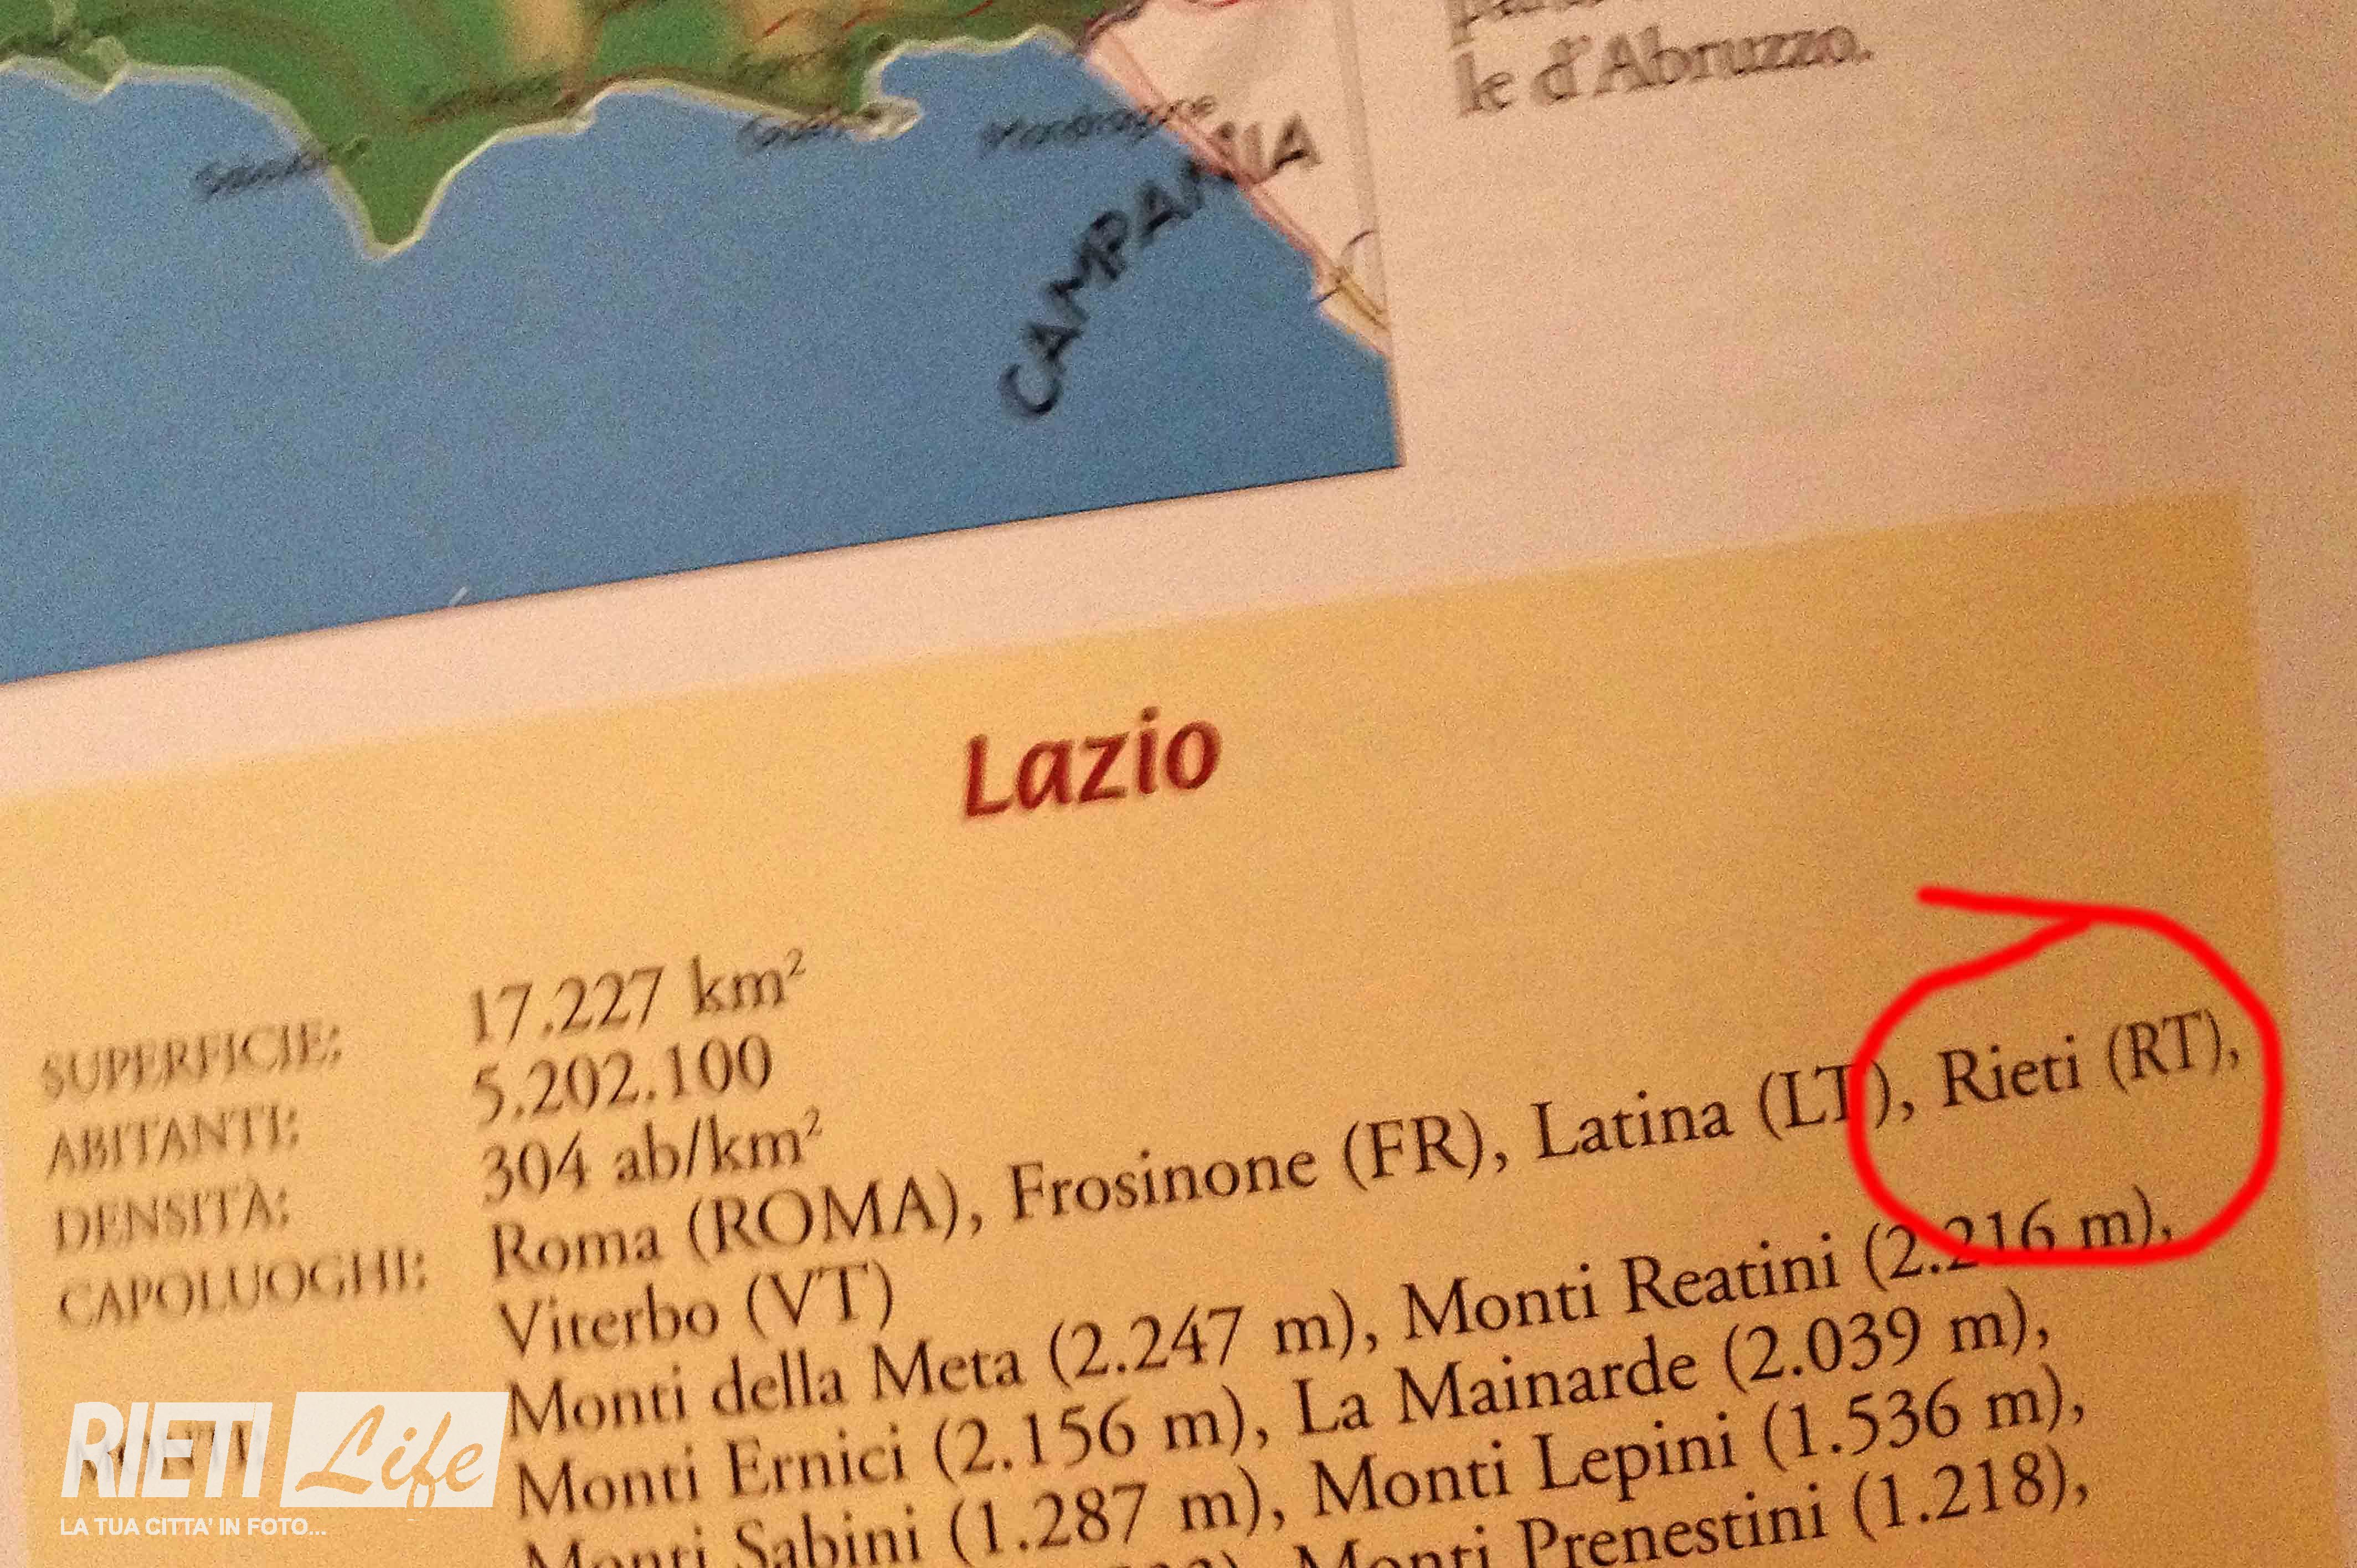 le d'Abruzzo.
CAMPANIA
Lazio
SUPERFICIE: 17.227 km²
ABITANTI: 5.202.100
DENSITÀ: 304 ab/km²
CAPOLUOGHI: Roma (ROMA), Frosinone (FR), Latina (LT), Rieti (RT),
Viterbo (VT)
Monti della Meta (2.247 m), Monti Reatini (2.216 m),
Monti Ernici (2.156 m), La Mainarde (2.039 m),
Monti Sabini (1.287 m), Monti Lepini (1.536 m),
Monti Prenestini (1.218),
RIETI Life
LA TUA CITTA' IN FOTO...